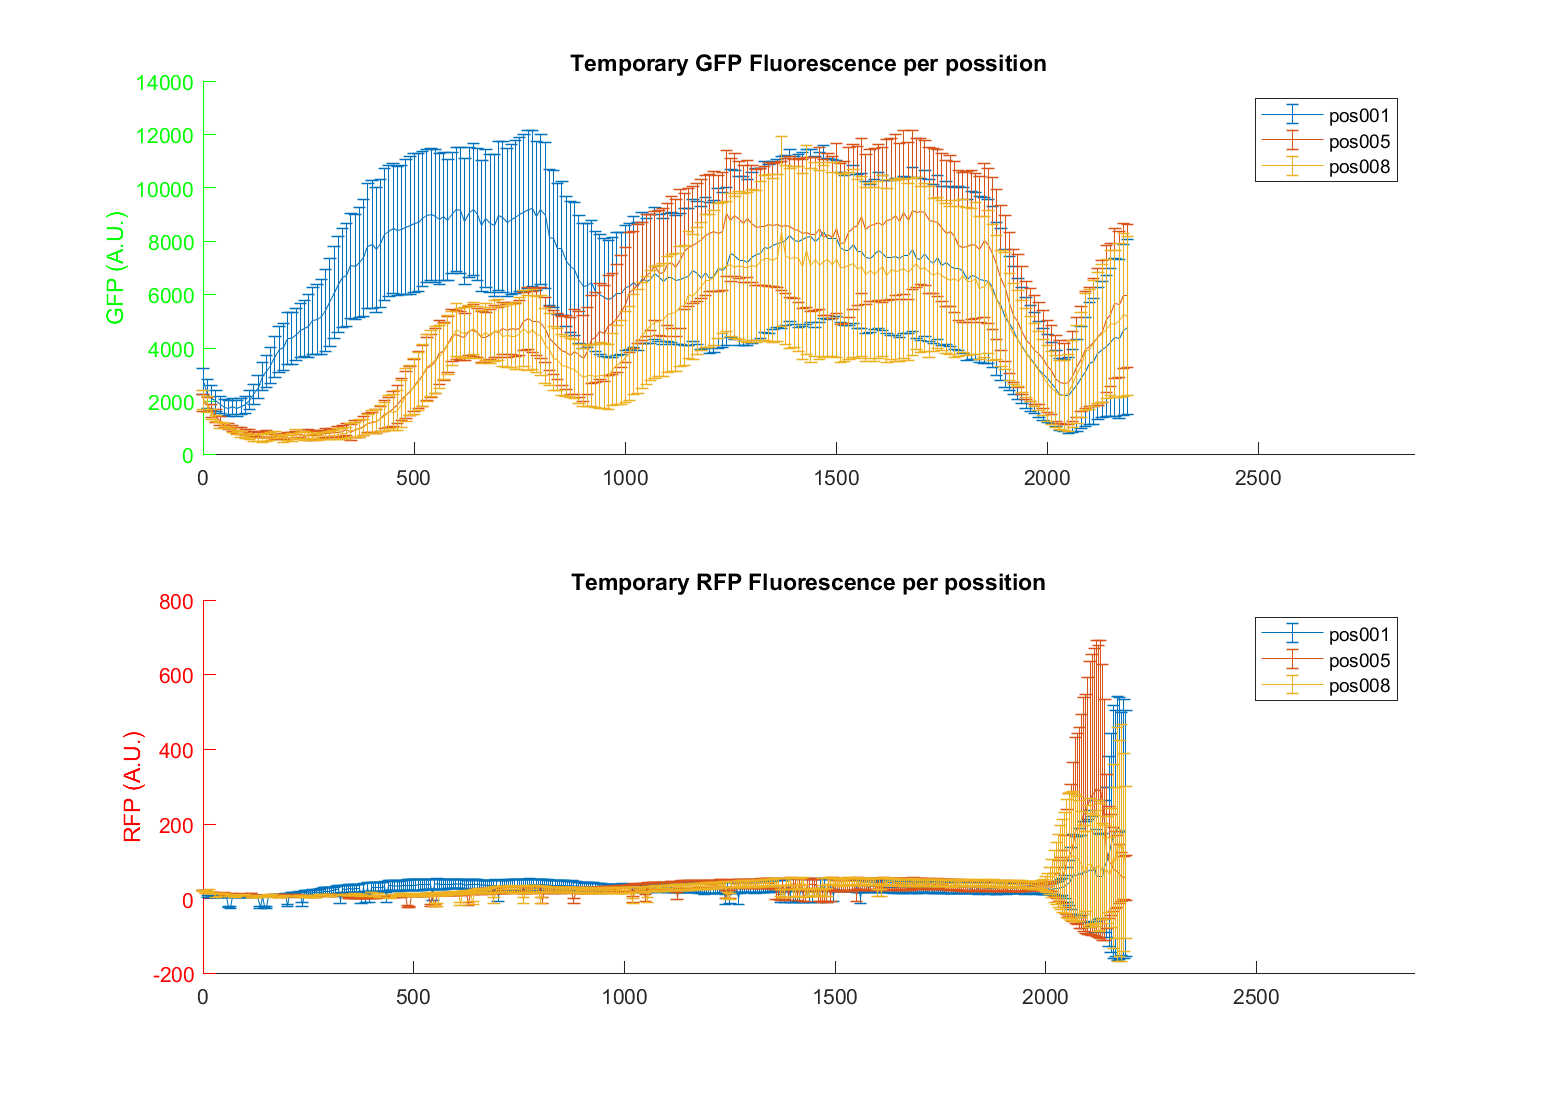 Temporary GFP Fluorescence per possition
GFP (A.U.)
14000
12000
10000
8000
6000
4000
2000
0
0 500 1000 1500 2000 2500
pos001
pos005
pos008
Temporary RFP Fluorescence per possition
RFP (A.U.)
800
600
400
200
0
-200
0 500 1000 1500 2000 2500
pos001
pos005
pos008